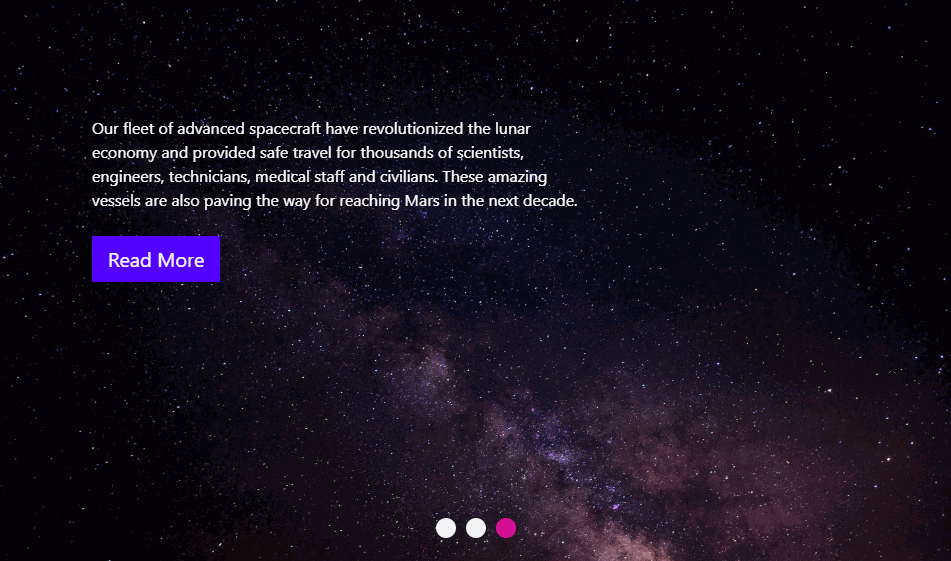 Our fleet of advanced spacecraft have revolutionized the lunar
economy and provided safe travel for thousands of scientists,
engineers, technicians, medical staff and civilians. These amazing
vessels are also paving the way for reaching Mars in the next decade.
Read More